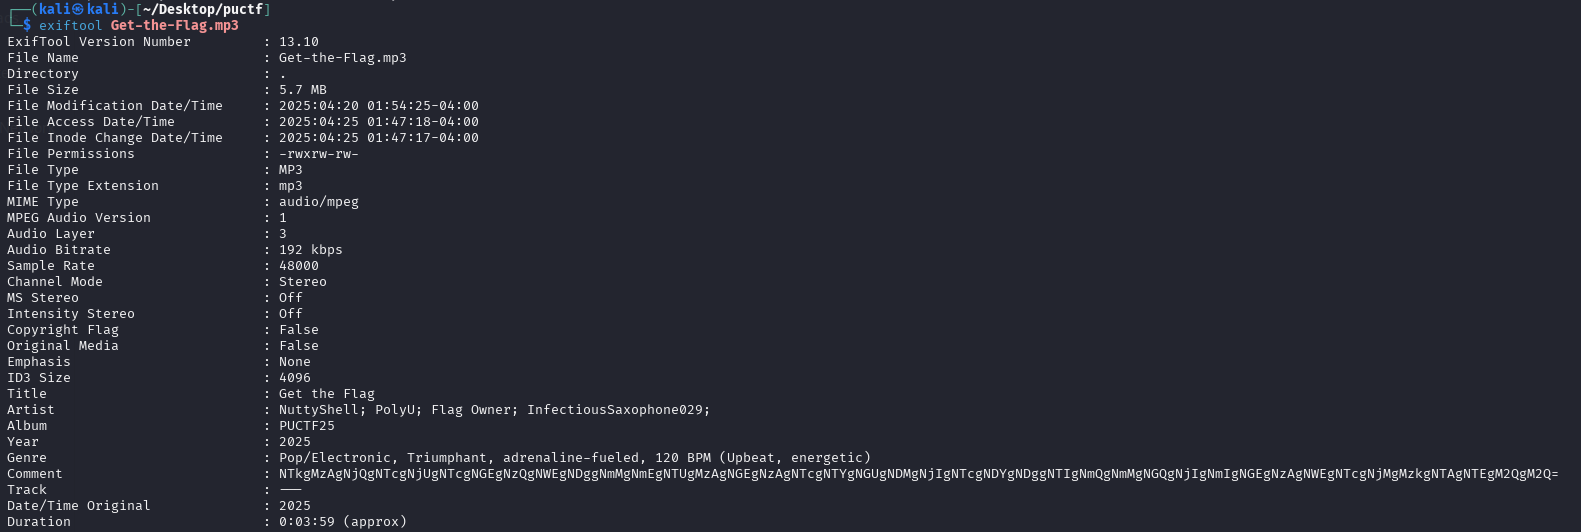 ┌──(kali㉿kali)-[~/Desktop/puctf]
└─$ exiftool Get-the-Flag.mp3
ExifTool Version Number : 13.10
File Name : Get-the-Flag.mp3
Directory : .
File Size : 5.7 MB
File Modification Date/Time : 2025:04:20 01:54:25-04:00
File Access Date/Time : 2025:04:25 01:47:18-04:00
File Inode Change Date/Time : 2025:04:25 01:47:17-04:00
File Permissions : -rwxrw-rw-
File Type : MP3
File Type Extension : mp3
MIME Type : audio/mpeg
MPEG Audio Version : 1
Audio Layer : 3
Audio Bitrate : 192 kbps
Sample Rate : 48000
Channel Mode : Stereo
MS Stereo : Off
Intensity Stereo : Off
Copyright Flag : False
Original Media : False
Emphasis : None
ID3 Size : 4096
Title : Get the Flag
Artist : NuttyShell; PolyU; Flag Owner; InfectiousSaxophone029;
Album : PUCTF25
Year : 2025
Genre : Pop/Electronic, Triumphant, adrenaline-fueled, 120 BPM (Upbeat, energetic)
Comment : NTkgMzAgNjQgNTcgNjUgNTcgNGEgNzQgNWEgNDggNmMgNmEgNTUgMzAgNGEgNzAgNTcgNTYgNGUgNDMgNjIgNTcgNDYgNDggNTIgNmQgNmMgNGQgNjIgNmIgNGEgNzAgNWEgNTcgNjMgMzkgNTAgNTEgM2QgM2Q=
Track : ———
Date/Time Original : 2025
Duration : 0:03:59 (approx)